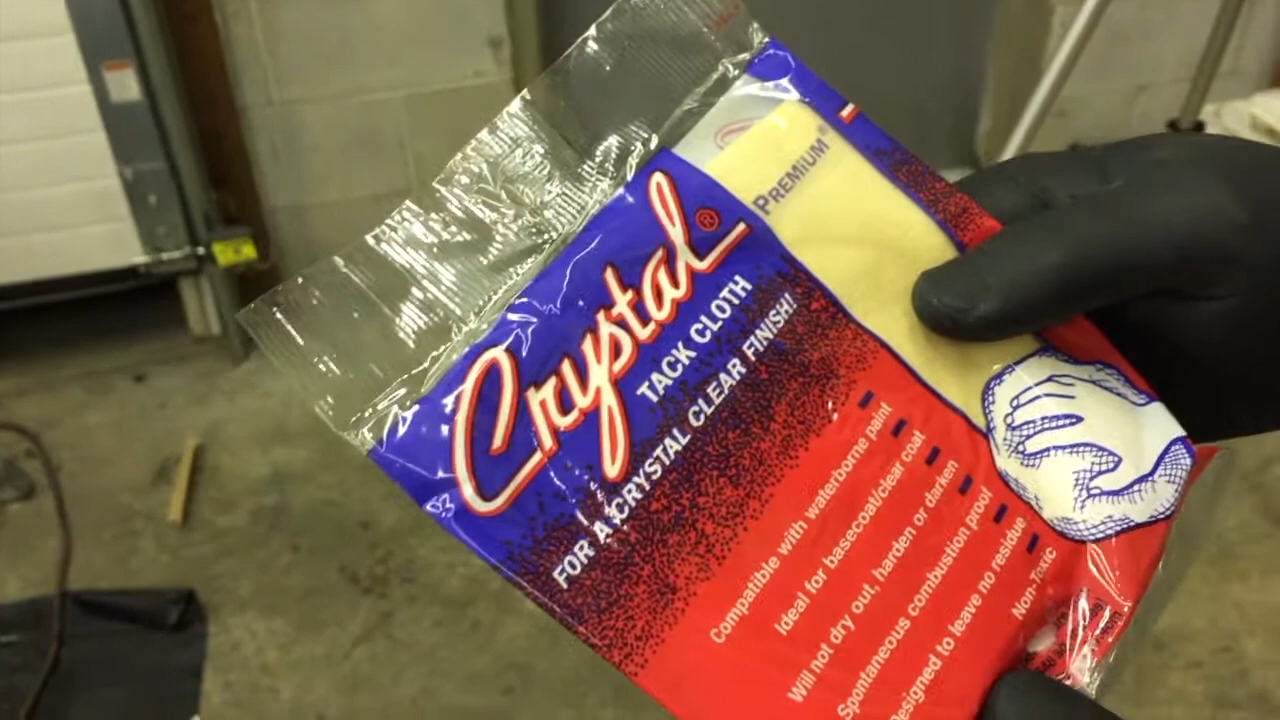 PREMIUM®
Crystal®
TACK CLOTH
FOR A CRYSTAL CLEAR FINISH!
Compatible with waterborne paint
Ideal for basecoat/clear coat
Will not dry out, harden or darken
Spontaneous combustion proof
Designed to leave no residue
Non-Toxic